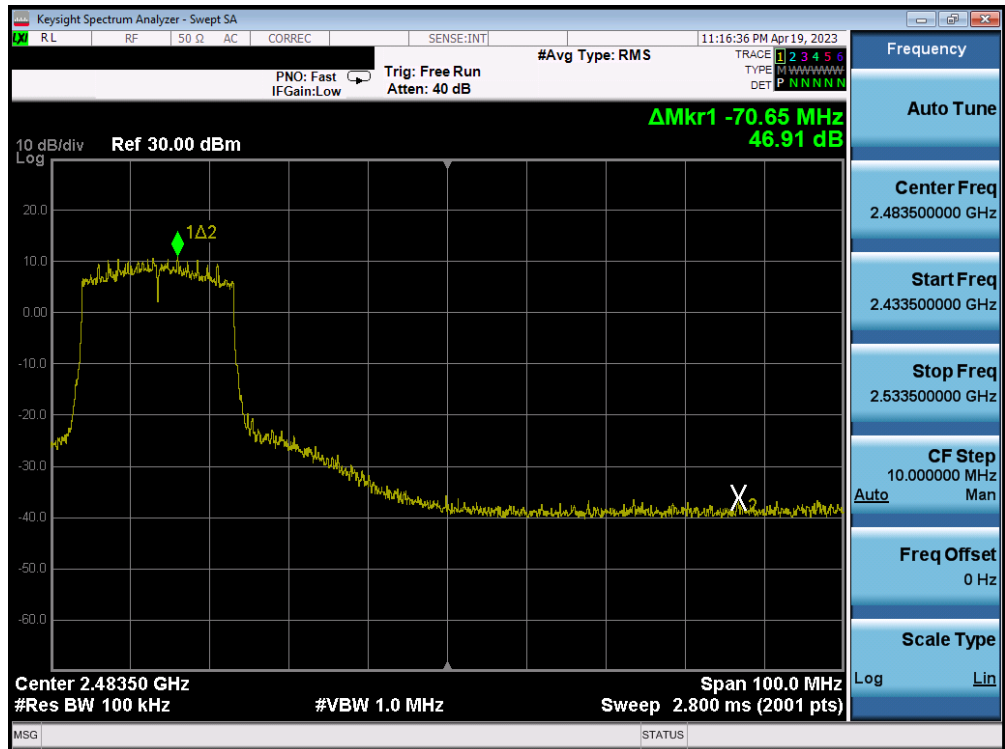 Keysight Spectrum Analyzer - Swept SA
LXI RL RF 50 Ω AC CORREC SENSE:INT 11:16:36 PM Apr 19, 2023
#Avg Type: RMS TRACE 1 2 3 4 5 6
PNO: Fast Trig: Free Run TYPE M WWWWW
IFGain:Low Atten: 40 dB DET P N N N N N
ΔMkr1 -70.65 MHz
46.91 dB
10 dB/div Ref 30.00 dBm
Log
20.0
1Δ2
10.0
0.00
-10.0
-20.0
-30.0
2
-40.0
-50.0
-60.0
Center 2.48350 GHz Span 100.0 MHz
#Res BW 100 kHz #VBW 1.0 MHz Sweep 2.800 ms (2001 pts)
MSG STATUS
Frequency
Auto Tune
Center Freq
2.483500000 GHz
Start Freq
2.433500000 GHz
Stop Freq
2.533500000 GHz
CF Step
10.000000 MHz
Auto Man
Freq Offset
0 Hz
Scale Type
Log Lin